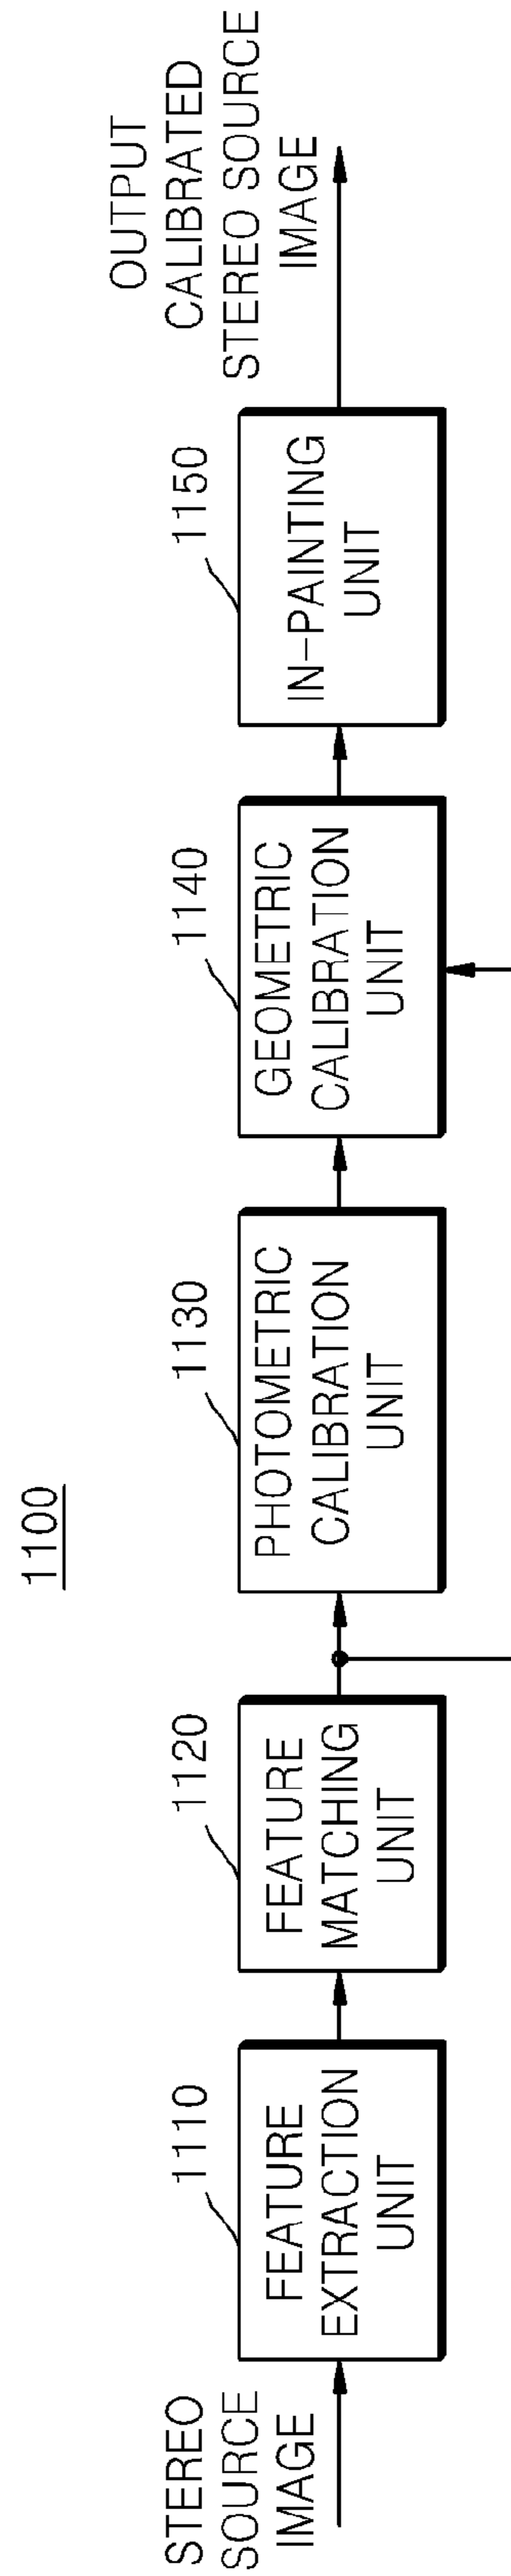 1100
STEREO
SOURCE
IMAGE
1110
FEATURE
EXTRACTION
UNIT
1120
FEATURE
MATCHING
UNIT
1130
PHOTOMETRIC
CALIBRATION
UNIT
1140
GEOMETRIC
CALIBRATION
UNIT
1150
IN-PAINTING
UNIT
OUTPUT
CALIBRATED
STEREO SOURCE
IMAGE